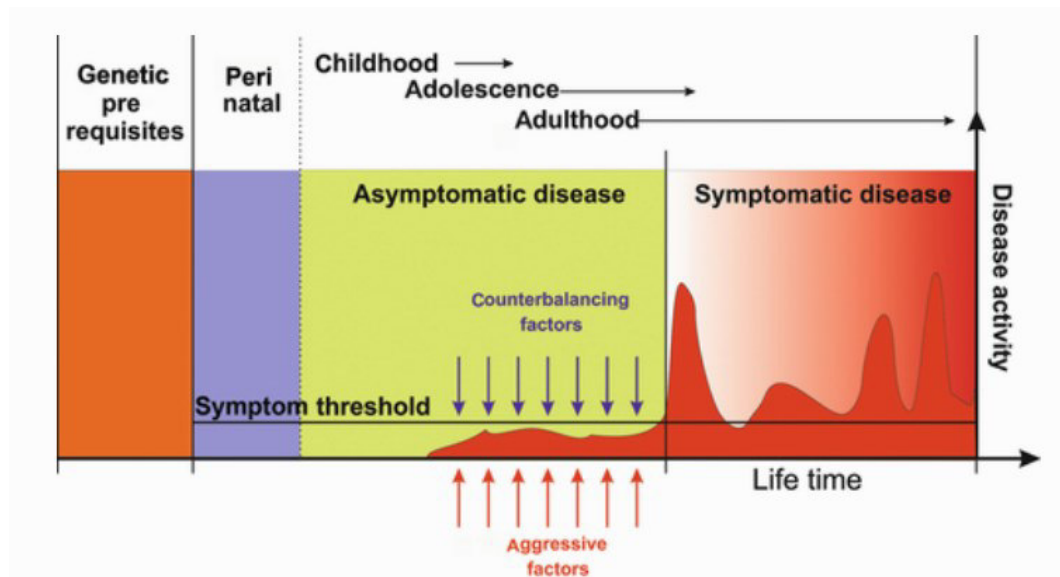 Genetic
pre
requisites
Peri
natal
Childhood
Adolescence
Adulthood
Asymptomatic disease
Symptomatic disease
Disease activity
Counterbalancing
factors
Symptom threshold
Life time
Aggressive
factors